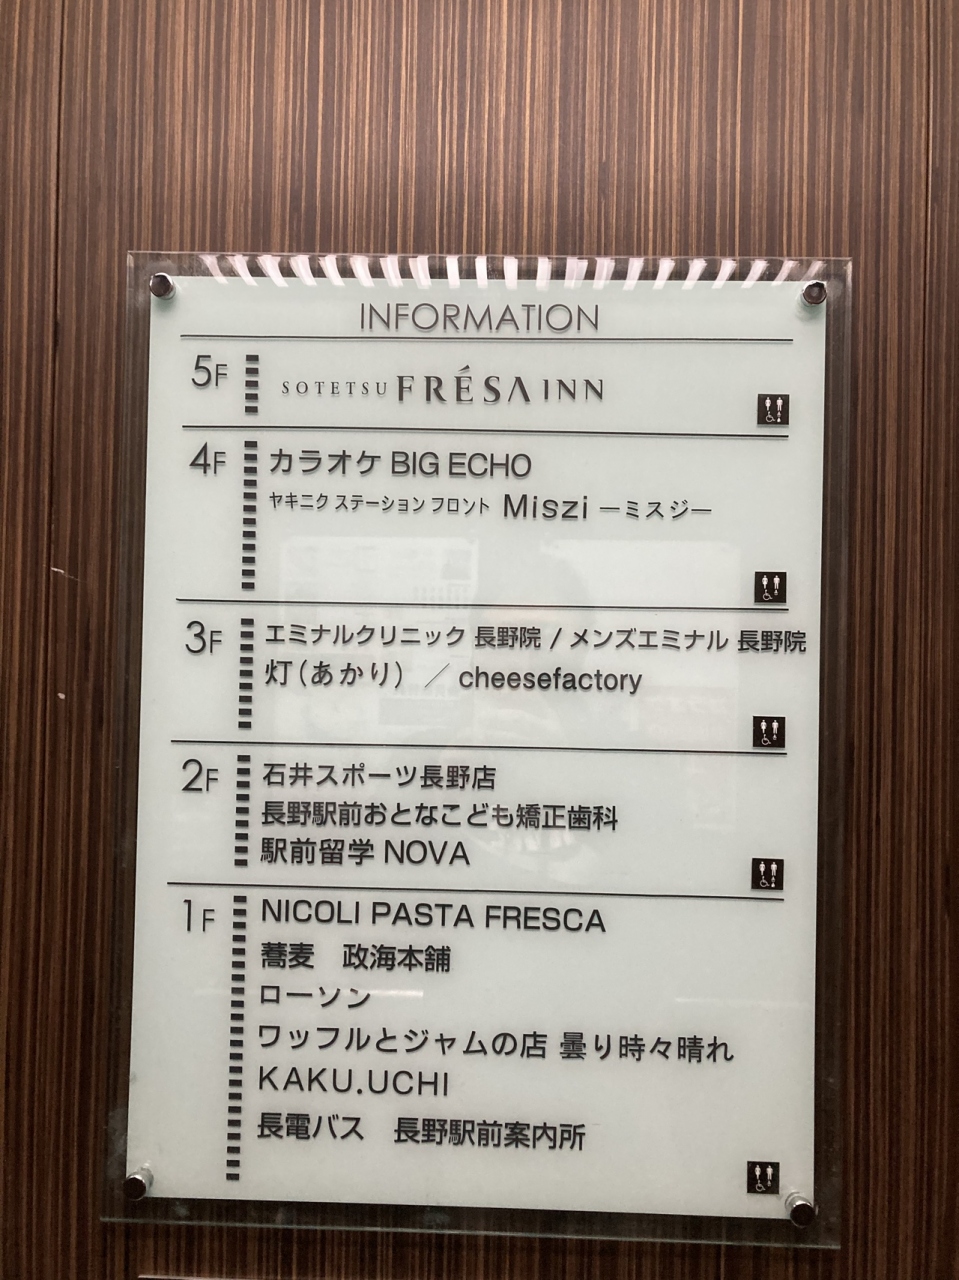 INFORMATION
5F SOTETSU FRÉSA INN
4F カラオケ BIG ECHO
ヤキニク ステーション フロント Miszi ーミスジー
3F エミナルクリニック 長野院 / メンズエミナル 長野院
灯(あかり) / cheesefactory
2F 石井スポーツ長野店
長野駅前おとなこども矯正歯科
駅前留学 NOVA
1F NICOLI PASTA FRESCA
蕎麦 政海本舗
ローソン
ワッフルとジャムの店 曇り時々晴れ
KAKU.UCHI
長電バス 長野駅前案内所